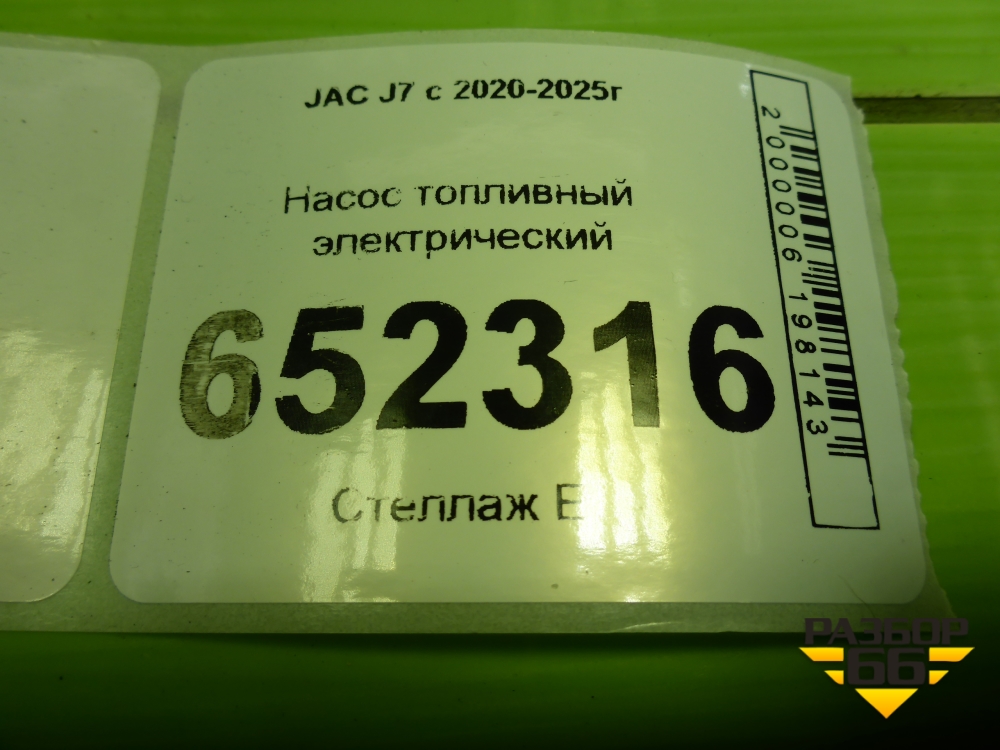 JAC J7 с 2020-2025г
Насос топливный
электрический
652316
Стеллаж
2000006198143
РАЗБОР
66